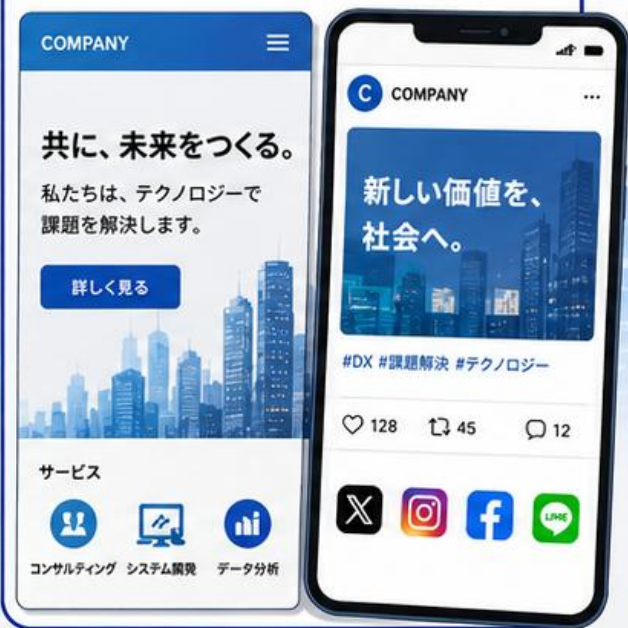 COMPANY
共に、未来をつくる。
私たちは、テクノロジーで
課題を解決します。
詳しく見る
サービス
コンサルティング システム開発 データ分析
C COMPANY
新しい価値を、
社会へ。
#DX #課題解決 #テクノロジー
128 45 12